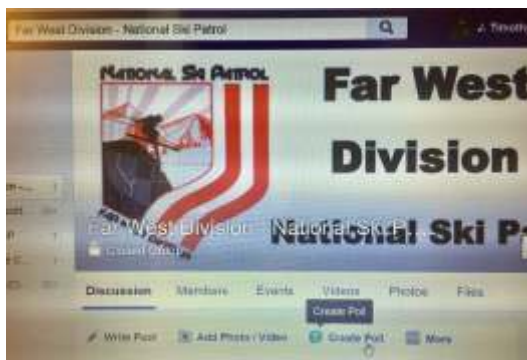 Far West Division - National Ski Patrol
J. Timoth
NATIONAL SKI PATROL
Far West
Division
National Ski P
Far West Division - National Ski P...
Closed Group
Discussion Members Events Videos Photos Files
Create Poll
Write Post Add Photo / Video Create Poll More